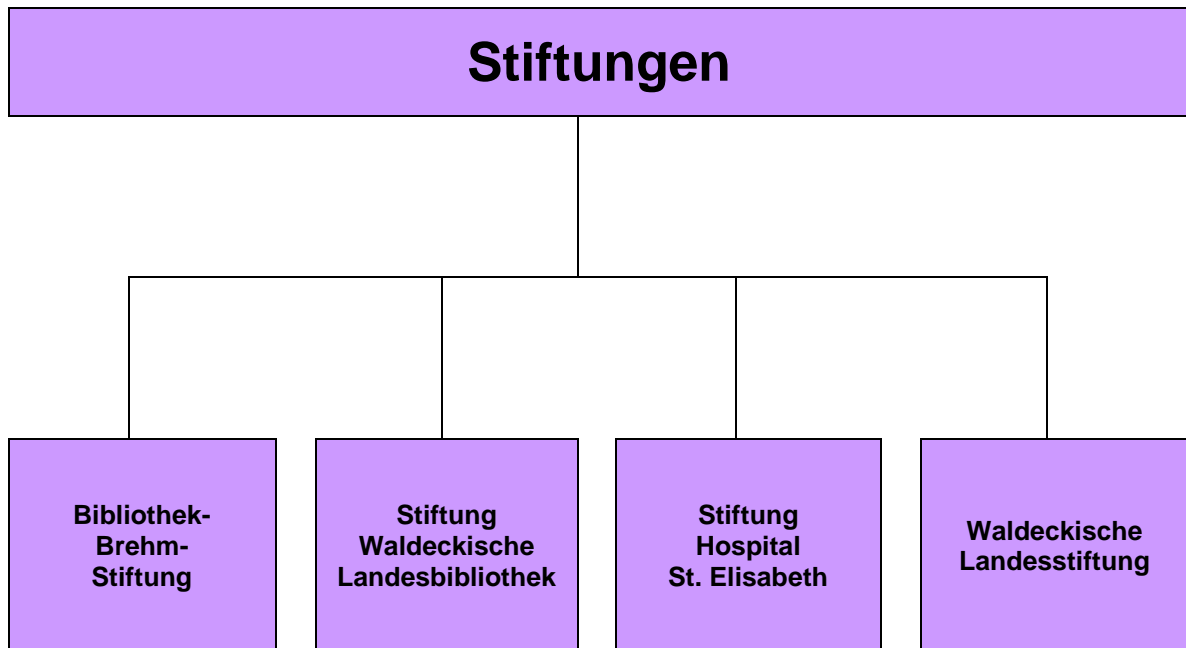 Stiftungen
Bibliothek-
Brehm-
Stiftung
Stiftung
Waldeckische
Landesbibliothek
Stiftung
Hospital
St. Elisabeth
Waldeckische
Landesstiftung